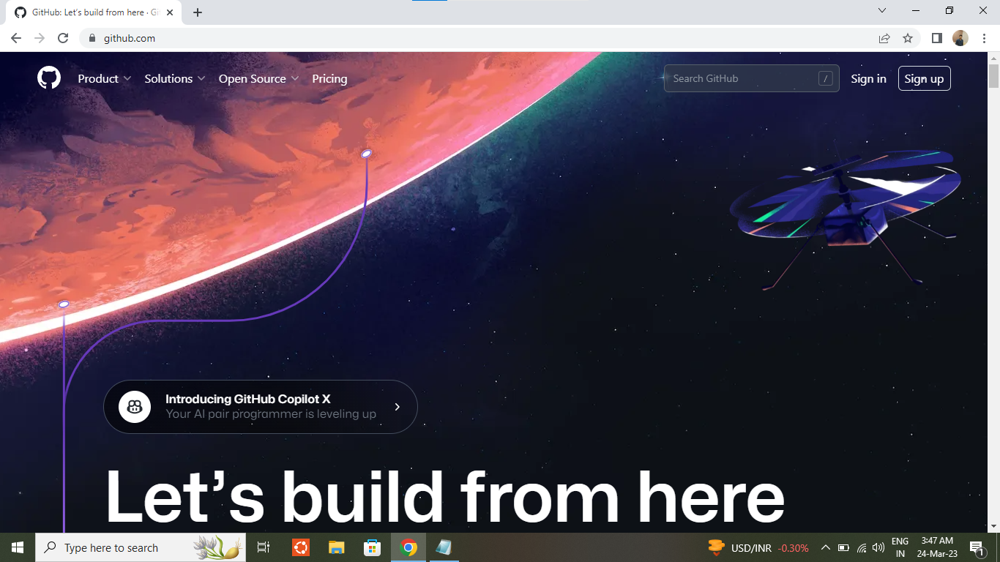 GitHub: Let's build from here · Gi
github.com
Product
Solutions
Open Source
Pricing
Search GitHub
/
Sign in
Sign up
Introducing GitHub Copilot X
Your AI pair programmer is leveling up
Let's build from here
Type here to search
USD/INR -0.30%
ENG
IN
3:47 AM
24-Mar-23
1